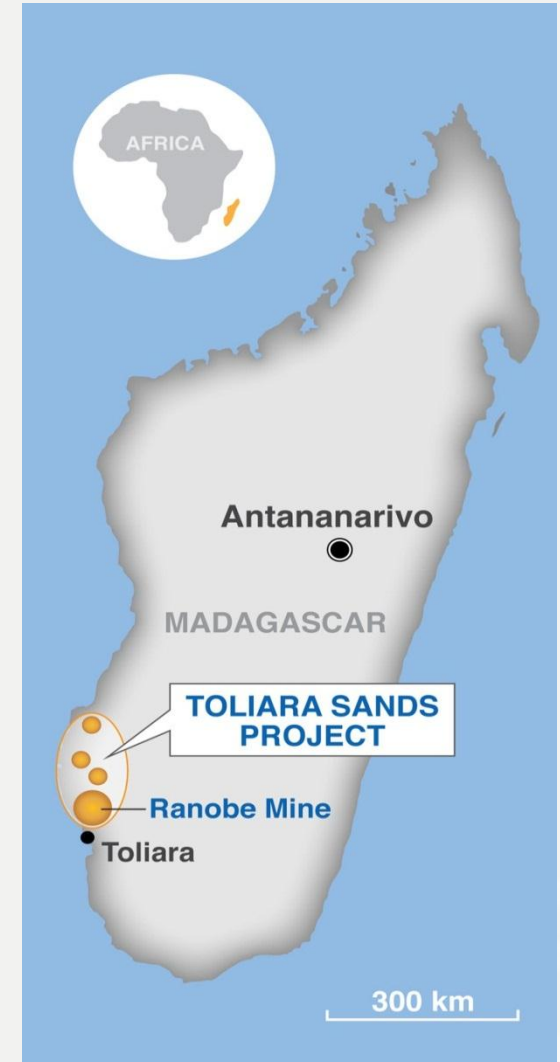 AFRICA
Antananarivo
MADAGASCAR
TOLIARA SANDS
PROJECT
Ranobe Mine
Toliara
300 km